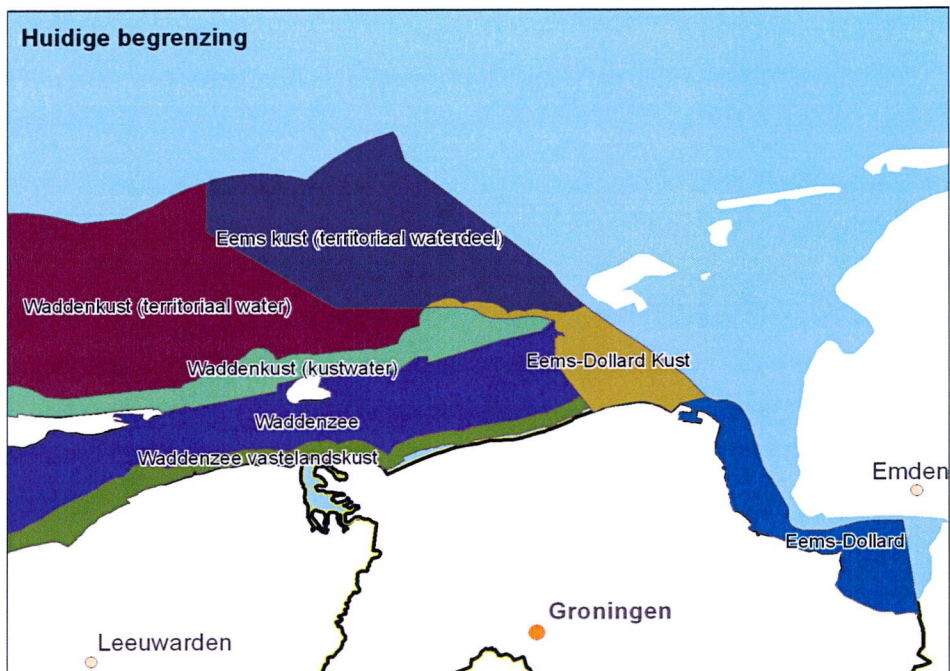 Huidige begrenzing
Eems kust (territoriaal waterdeel)
Waddenkust (territoriaal water)
Waddenkust (kustwater)
Eems-Dollard Kust
Waddenzee
Waddenzee vastelandskust
Emden
Eems-Dollard
Groningen
Leeuwarden